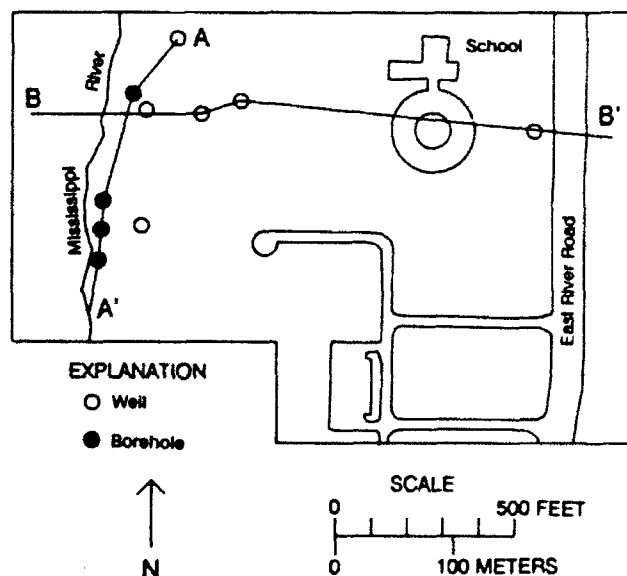 A
School
River
B
B'
Mississippi
East River Road
A'
EXPLANATION
Well
Borehole
SCALE
0 500 FEET
0 100 METERS
N